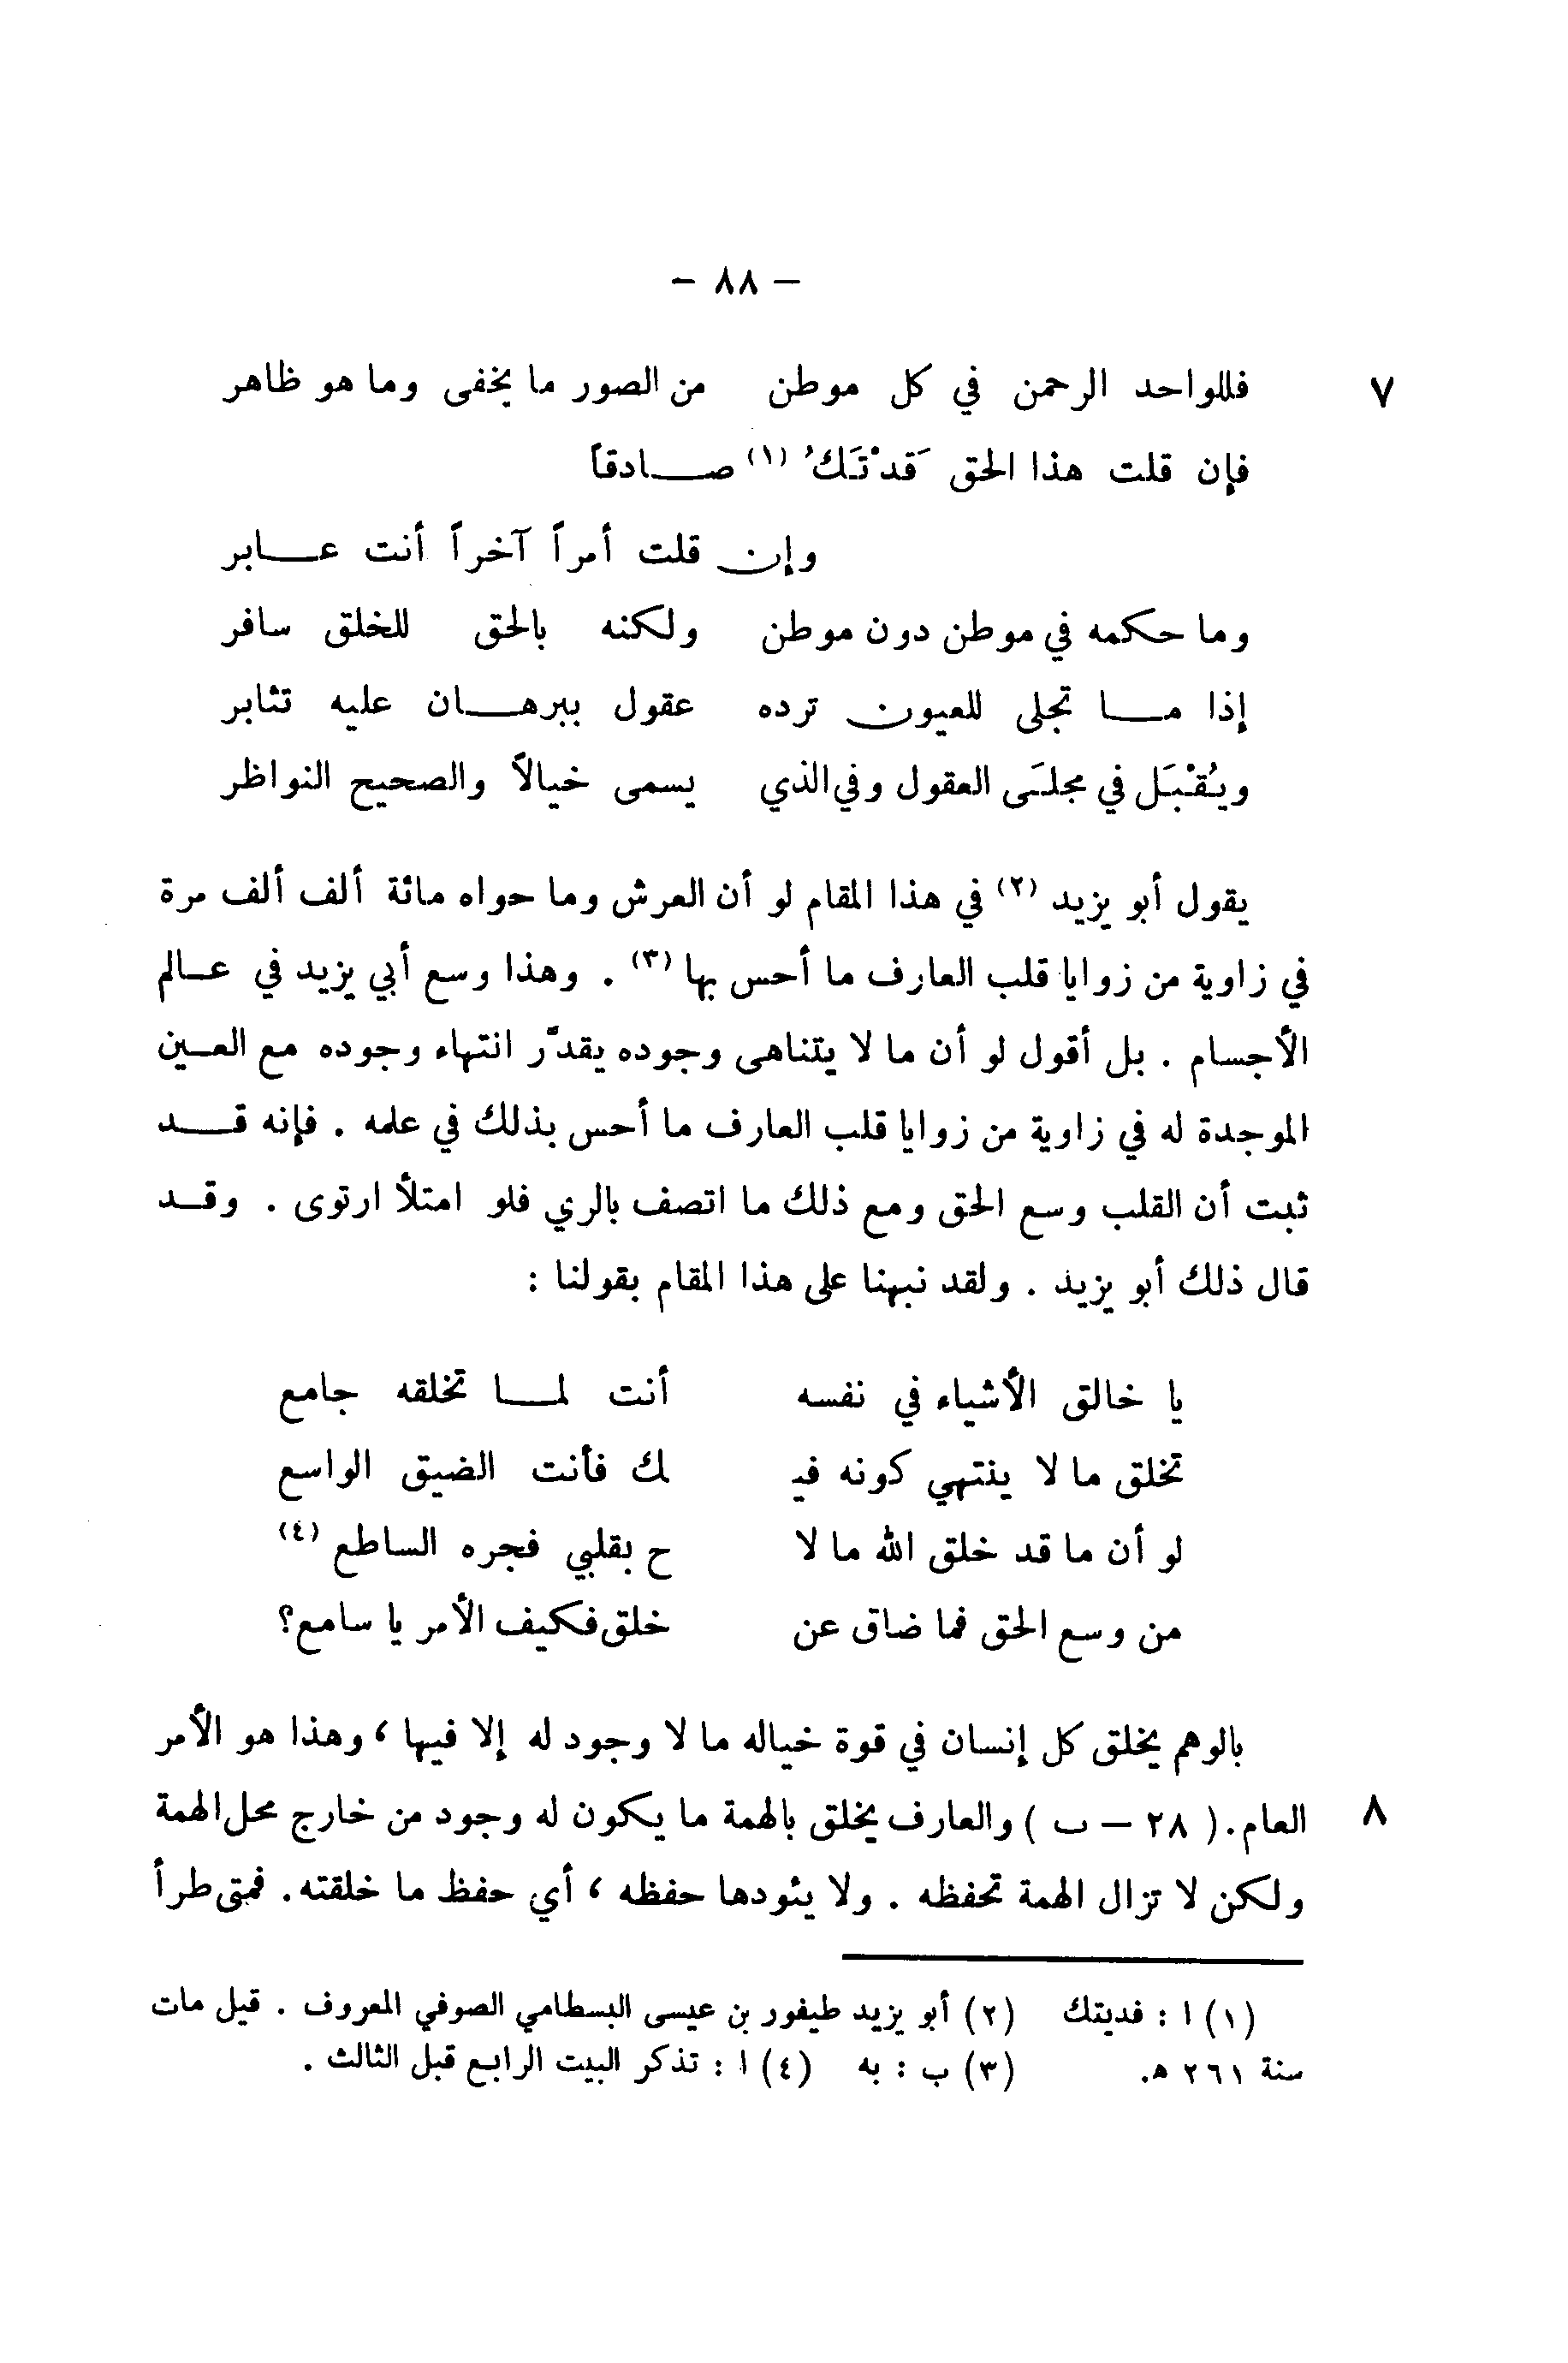 - ٨٨ -
٧ فللواحد الرحمن في كل موطن من الصور ما يخفى وما هو ظاهر
فإن قلت هذا الحق قَدْ تَكُ (١) صادقاً
وإن قلت أمراً آخراً أنت عابر
وما حكمه في موطن دون موطن ولكنه بالحق للخلق سافر
إذا ما تجلى للعيون ترده عقول ببرهان عليه تثابر
ويُقْبَل في مجلَى العقول وفي الذي يسمى خيالاً والصحيح النواظر
يقول أبو يزيد (٢) في هذا المقام لو أن العرش وما حواه مائة ألف ألف مرة
في زاوية من زوايا قلب العارف ما أحس بها (٣) . وهذا وسع أبي يزيد في عالم
الأجسام . بل أقول لو أن ما لا يتناهى وجوده يقدَّر انتهاء وجوده مع العين
الموجدة له في زاوية من زوايا قلب العارف ما أحس بذلك في علمه . فإنه قد
ثبت أن القلب وسع الحق ومع ذلك ما اتصف بالري فلو امتلأ ارتوى . وقد
قال ذلك أبو يزيد . ولقد نبهنا على هذا المقام بقولنا :
يا خالق الأشياء في نفسه أنت لما تخلقه جامع
تخلق ما لا ينتهي كونه فيـ ـك فأنت الضيق الواسع
لو أن ما قد خلق الله ما لا ح بقلبي فجره الساطع (٤)
من وسع الحق فما ضاق عن خلق فكيف الأمر يا سامع؟
بالوهم يخلق كل إنسان في قوة خياله ما لا وجود له إلا فيها ، وهذا هو الأمر
٨ العام. ( ٢٨ – ب ) والعارف يخلق بالهمة ما يكون له وجود من خارج محل الهمة
ولكن لا تزال الهمة تحفظه . ولا يئودها حفظه ، أي حفظ ما خلقته. فمتى طرأ
(١) ا : فديتك (٢) أبو يزيد طيفور بن عيسى البسطامي الصوفي المعروف . قيل مات
سنة ٢٦١ هـ. (٣) ب : به (٤) ا : تذكر البيت الرابع قبل الثالث .